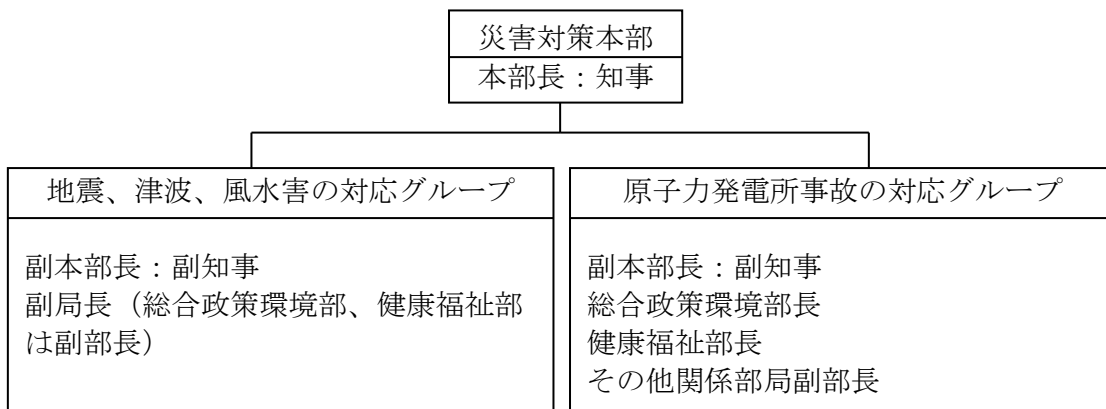 災害対策本部
本部長：知事
地震、津波、風水害の対応グループ
副本部長：副知事
副局長（総合政策環境部、健康福祉部
は副部長）
原子力発電所事故の対応グループ
副本部長：副知事
総合政策環境部長
健康福祉部長
その他関係部局副部長